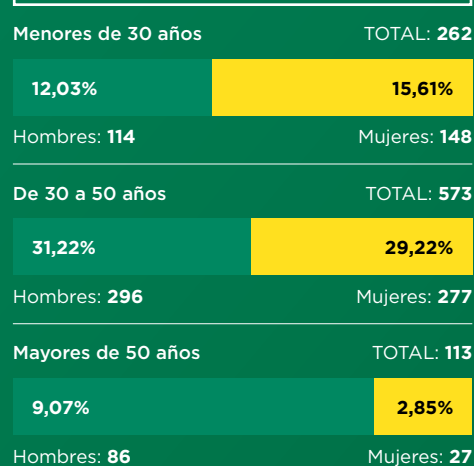 Menores de 30 años TOTAL: 262
12,03% 15,61%
Hombres: 114 Mujeres: 148
De 30 a 50 años TOTAL: 573
31,22% 29,22%
Hombres: 296 Mujeres: 277
Mayores de 50 años TOTAL: 113
9,07% 2,85%
Hombres: 86 Mujeres: 27